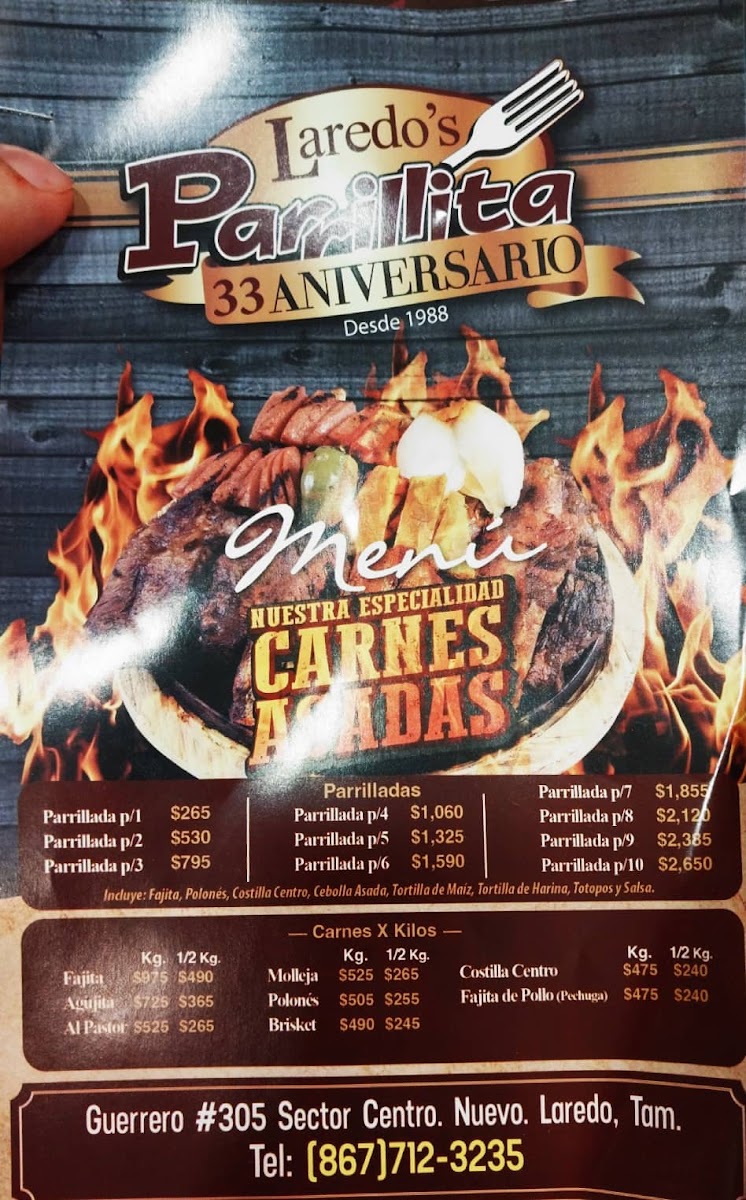 Laredo's
Parrillita
33 ANIVERSARIO
Desde 1988
Menú
NUESTRA ESPECIALIDAD
CARNES
ASADAS
Parrilladas
Parrillada p/1 $265
Parrillada p/2 $530
Parrillada p/3 $795
Parrillada p/4 $1,060
Parrillada p/5 $1,325
Parrillada p/6 $1,590
Parrillada p/7 $1,855
Parrillada p/8 $2,120
Parrillada p/9 $2,385
Parrillada p/10 $2,650
Incluye: Fajita, Polonés, Costilla Centro, Cebolla Asada, Tortilla de Maíz, Tortilla de Harina, Totopos y Salsa.
— Carnes X Kilos —
Kg. 1/2 Kg.
Fajita $975 $490
Agujita $725 $365
Al Pastor $525 $265
Kg. 1/2 Kg.
Molleja $525 $265
Polonés $505 $255
Brisket $490 $245
Kg. 1/2 Kg.
Costilla Centro $475 $240
Fajita de Pollo (Pechuga) $475 $240
Guerrero #305 Sector Centro. Nuevo. Laredo, Tam.
Tel: (867)712-3235